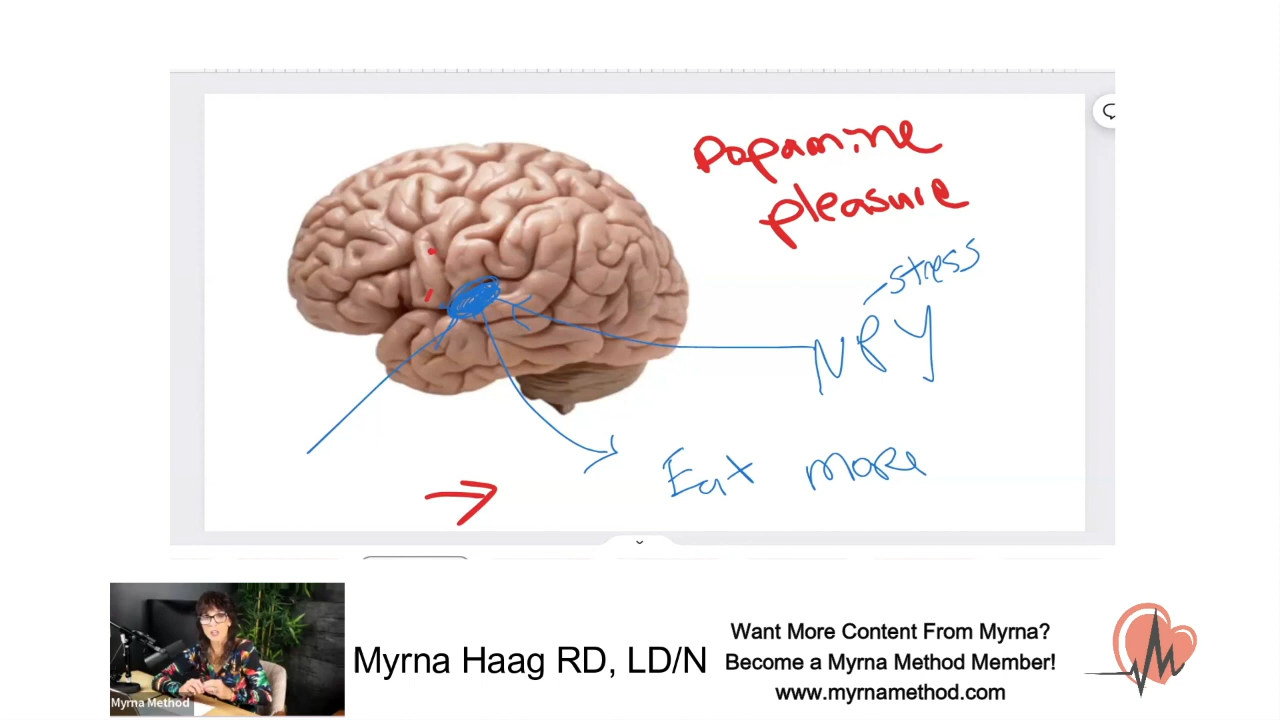 Dopamine
pleasure
-stress
NPY
Eat more
Myrna Method
Myrna Haag RD, LD/N
Want More Content From Myrna?
Become a Myrna Method Member!
www.myrnamethod.com